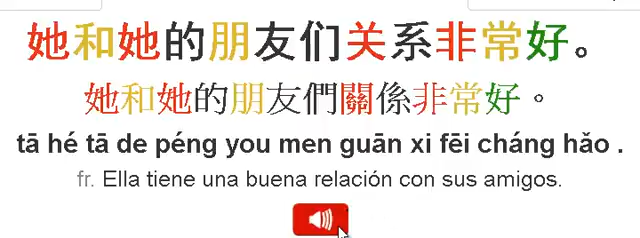 她和她的朋友们关系非常好。
她和她的朋友們關係非常好。
tā hé tā de péng you men guān xi fēi cháng hǎo .
fr. Ella tiene una buena relación con sus amigos.